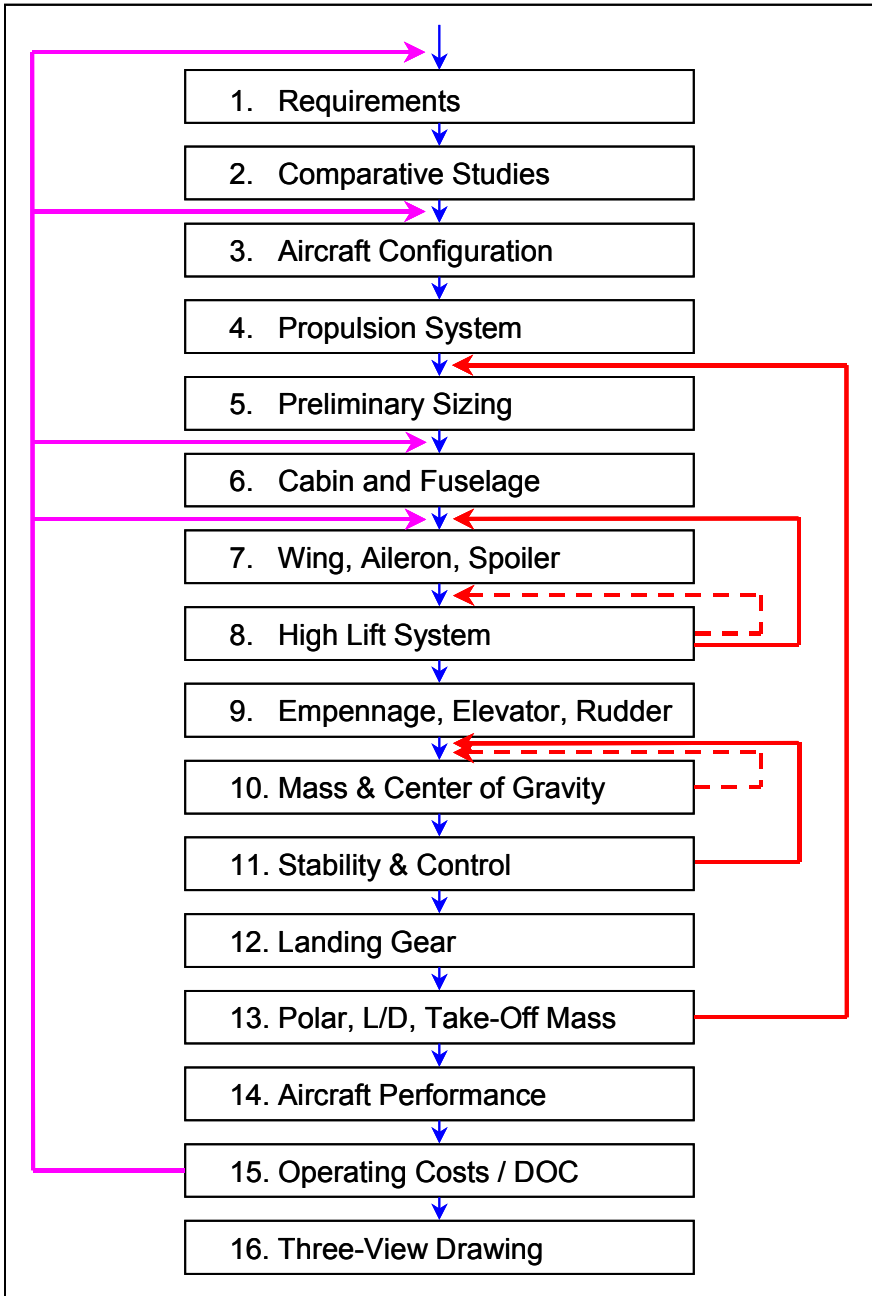 1. Requirements
2. Comparative Studies
3. Aircraft Configuration
4. Propulsion System
5. Preliminary Sizing
6. Cabin and Fuselage
7. Wing, Aileron, Spoiler
8. High Lift System
9. Empennage, Elevator, Rudder
10. Mass & Center of Gravity
11. Stability & Control
12. Landing Gear
13. Polar, L/D, Take-Off Mass
14. Aircraft Performance
15. Operating Costs / DOC
16. Three-View Drawing